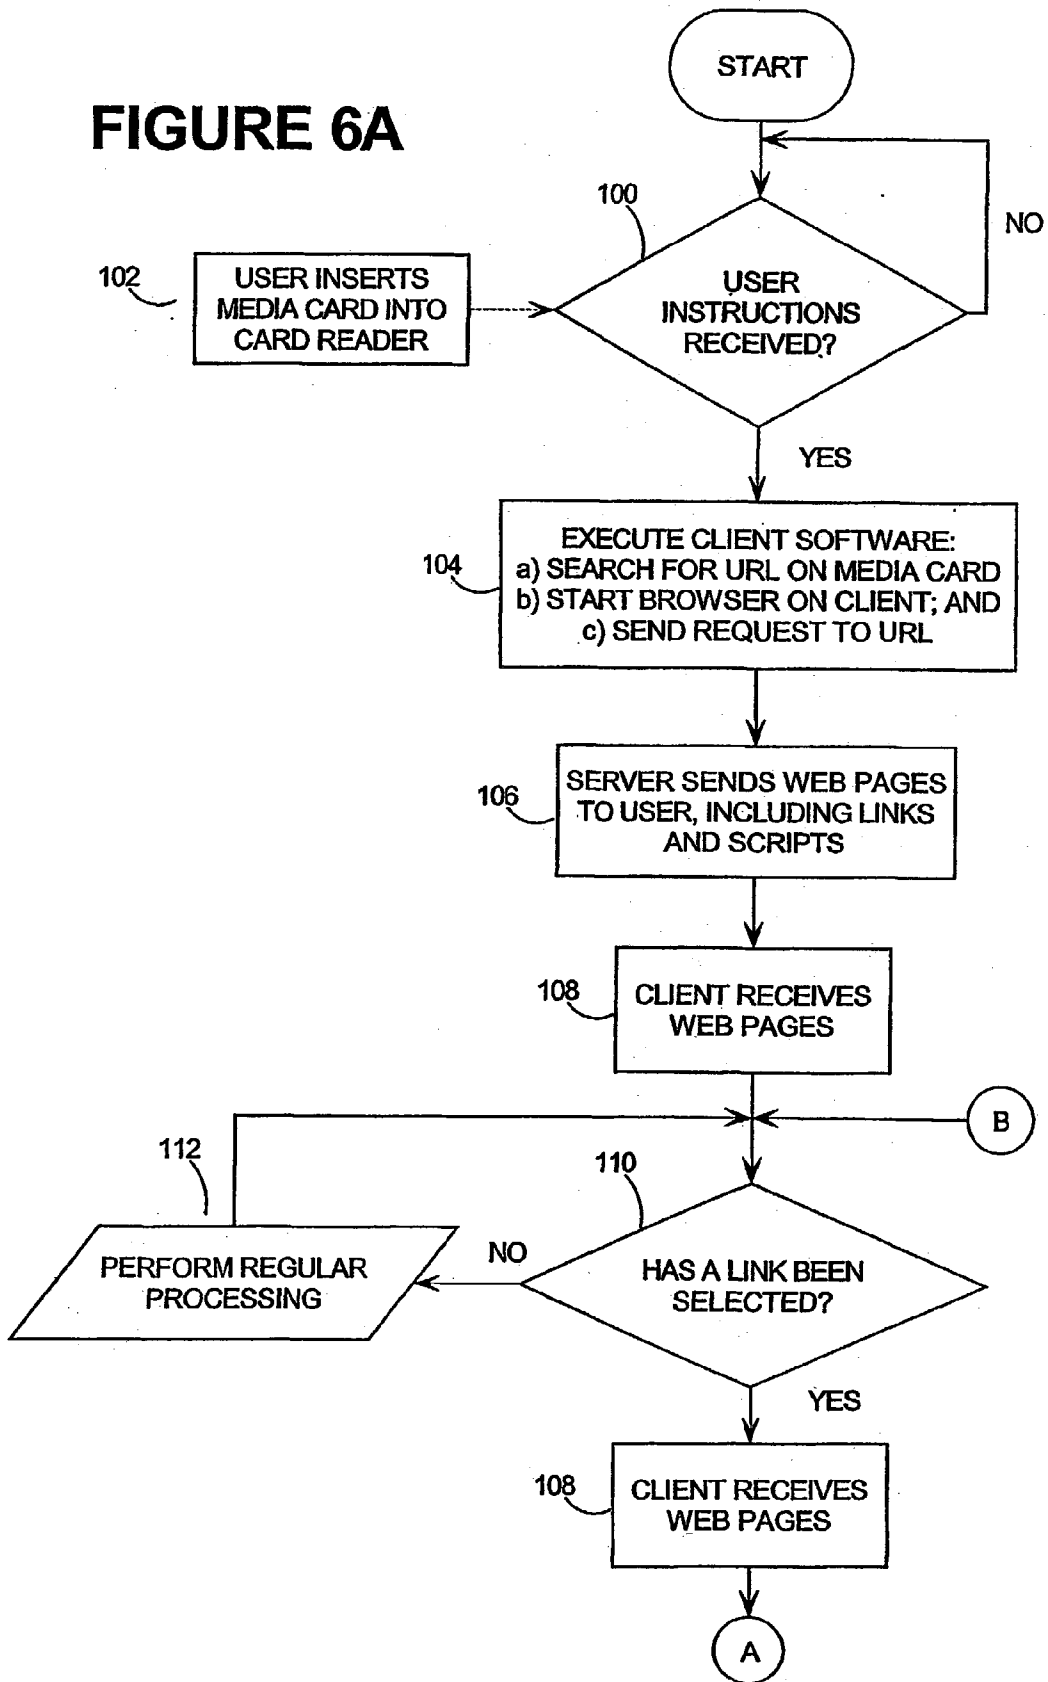 START
FIGURE 6A
100
NO
102
USER INSERTS
MEDIA CARD INTO
CARD READER
USER
INSTRUCTIONS
RECEIVED?
YES
104
EXECUTE CLIENT SOFTWARE:
a) SEARCH FOR URL ON MEDIA CARD
b) START BROWSER ON CLIENT; AND
c) SEND REQUEST TO URL
106
SERVER SENDS WEB PAGES
TO USER, INCLUDING LINKS
AND SCRIPTS
108
CLIENT RECEIVES
WEB PAGES
B
112
110
PERFORM REGULAR
PROCESSING
NO
HAS A LINK BEEN
SELECTED?
YES
108
CLIENT RECEIVES
WEB PAGES
A